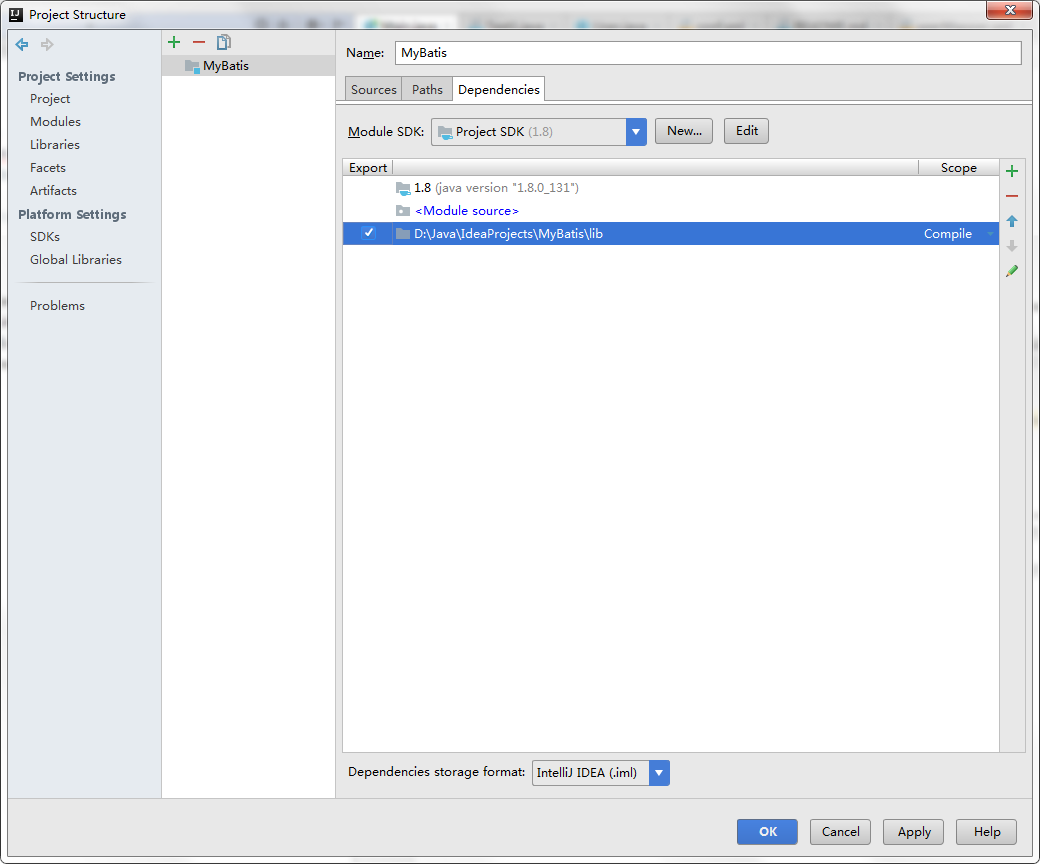 Project Structure
Project Settings
Project
Modules
Libraries
Facets
Artifacts
Platform Settings
SDKs
Global Libraries
Problems
MyBatis
Name: MyBatis
Sources Paths Dependencies
Module SDK: Project SDK (1.8) New... Edit
Export Scope
1.8 (java version "1.8.0_131")
<Module source>
D:\Java\IdeaProjects\MyBatis\lib Compile
Dependencies storage format: IntelliJ IDEA (.iml)
OK Cancel Apply Help